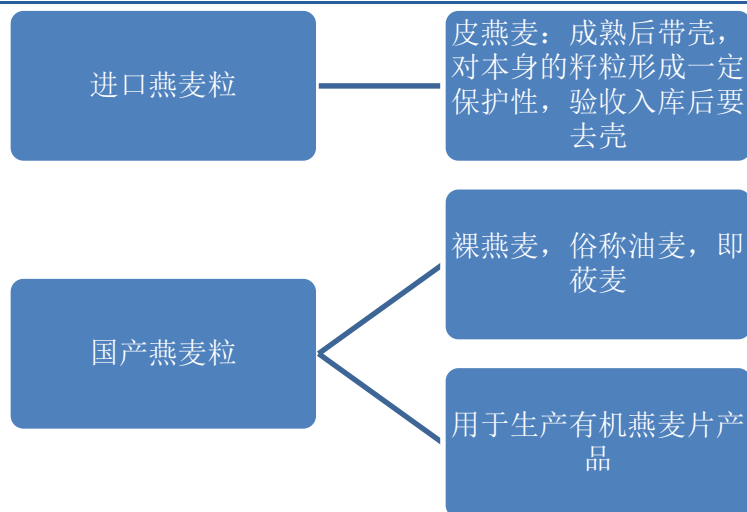 进口燕麦粒
皮燕麦：成熟后带壳，
对本身的籽粒形成一定
保护性，验收入库后要
去壳
国产燕麦粒
裸燕麦，俗称油麦，即
莜麦
用于生产有机燕麦片产
品